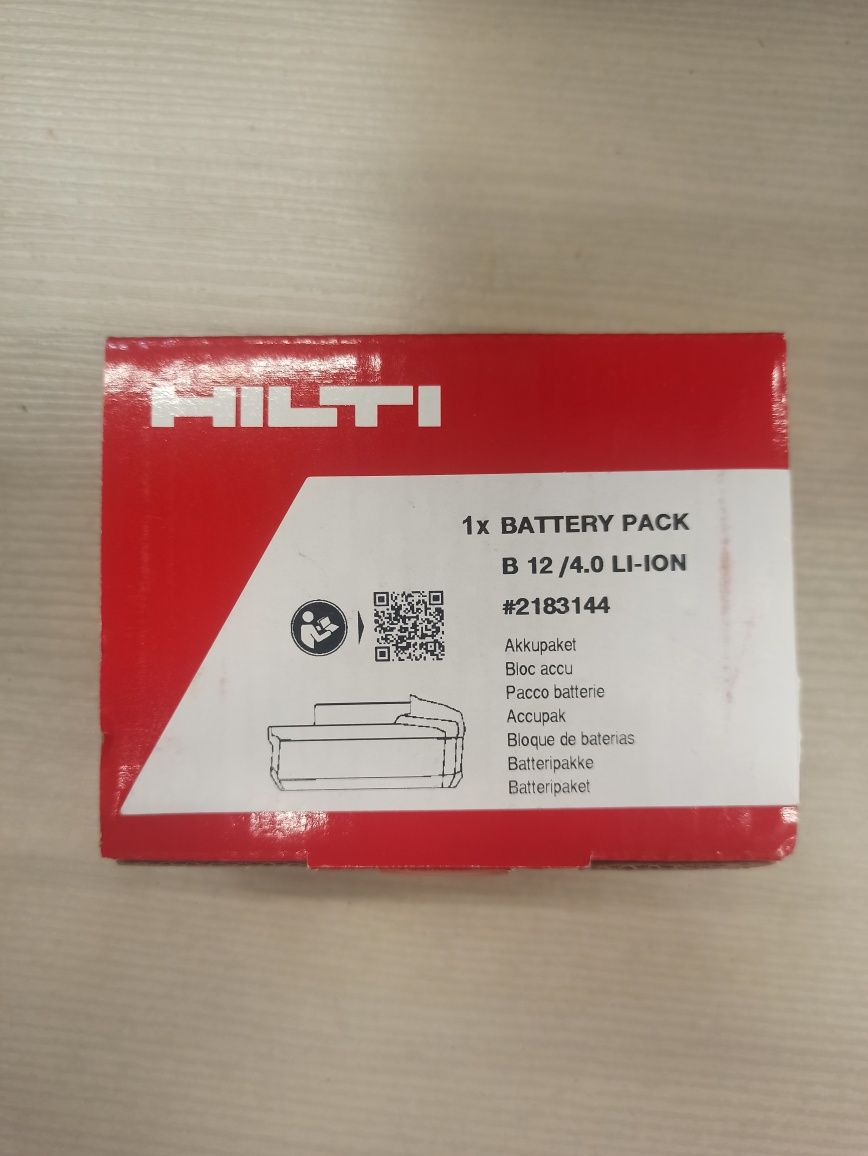 HILTI
1x BATTERY PACK
B 12 /4.0 LI-ION
#2183144
Akkupaket
Bloc accu
Pacco batterie
Accupak
Bloque de baterias
Batteripakke
Batteripaket